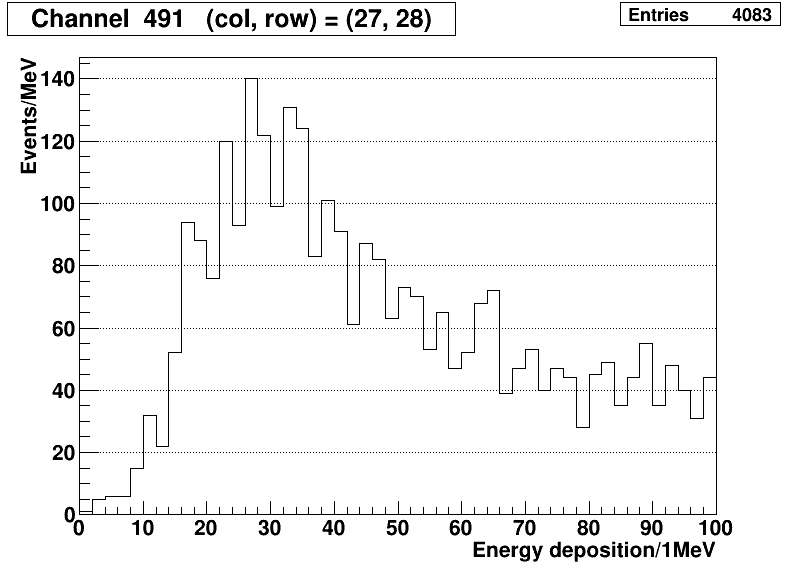 Channel 491 (col, row) = (27, 28)
Entries 4083
Events/MeV
140
120
100
80
60
40
20
0
0 10 20 30 40 50 60 70 80 90 100
Energy deposition/1MeV